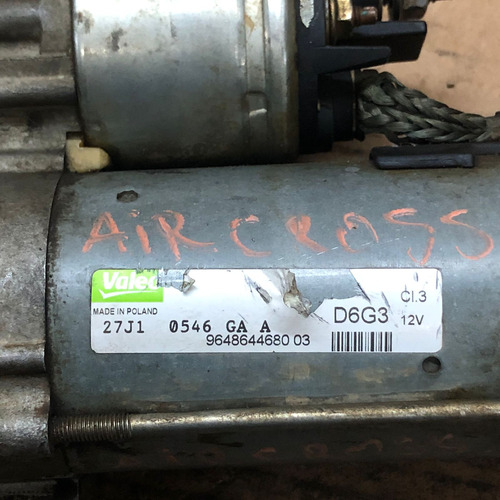 AiR.CROSS
Valeo
MADE IN POLAND
27J1 0546 GA A
9648644680 03
D6G3
Cl.3
12V